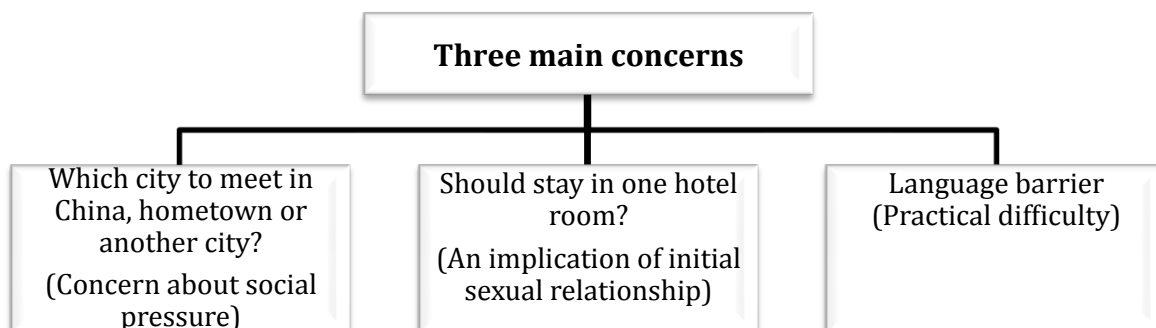 Three main concerns
Which city to meet in
China, hometown or
another city?
(Concern about social
pressure)
Should stay in one hotel
room?
(An implication of initial
sexual relationship)
Language barrier
(Practical difficulty)